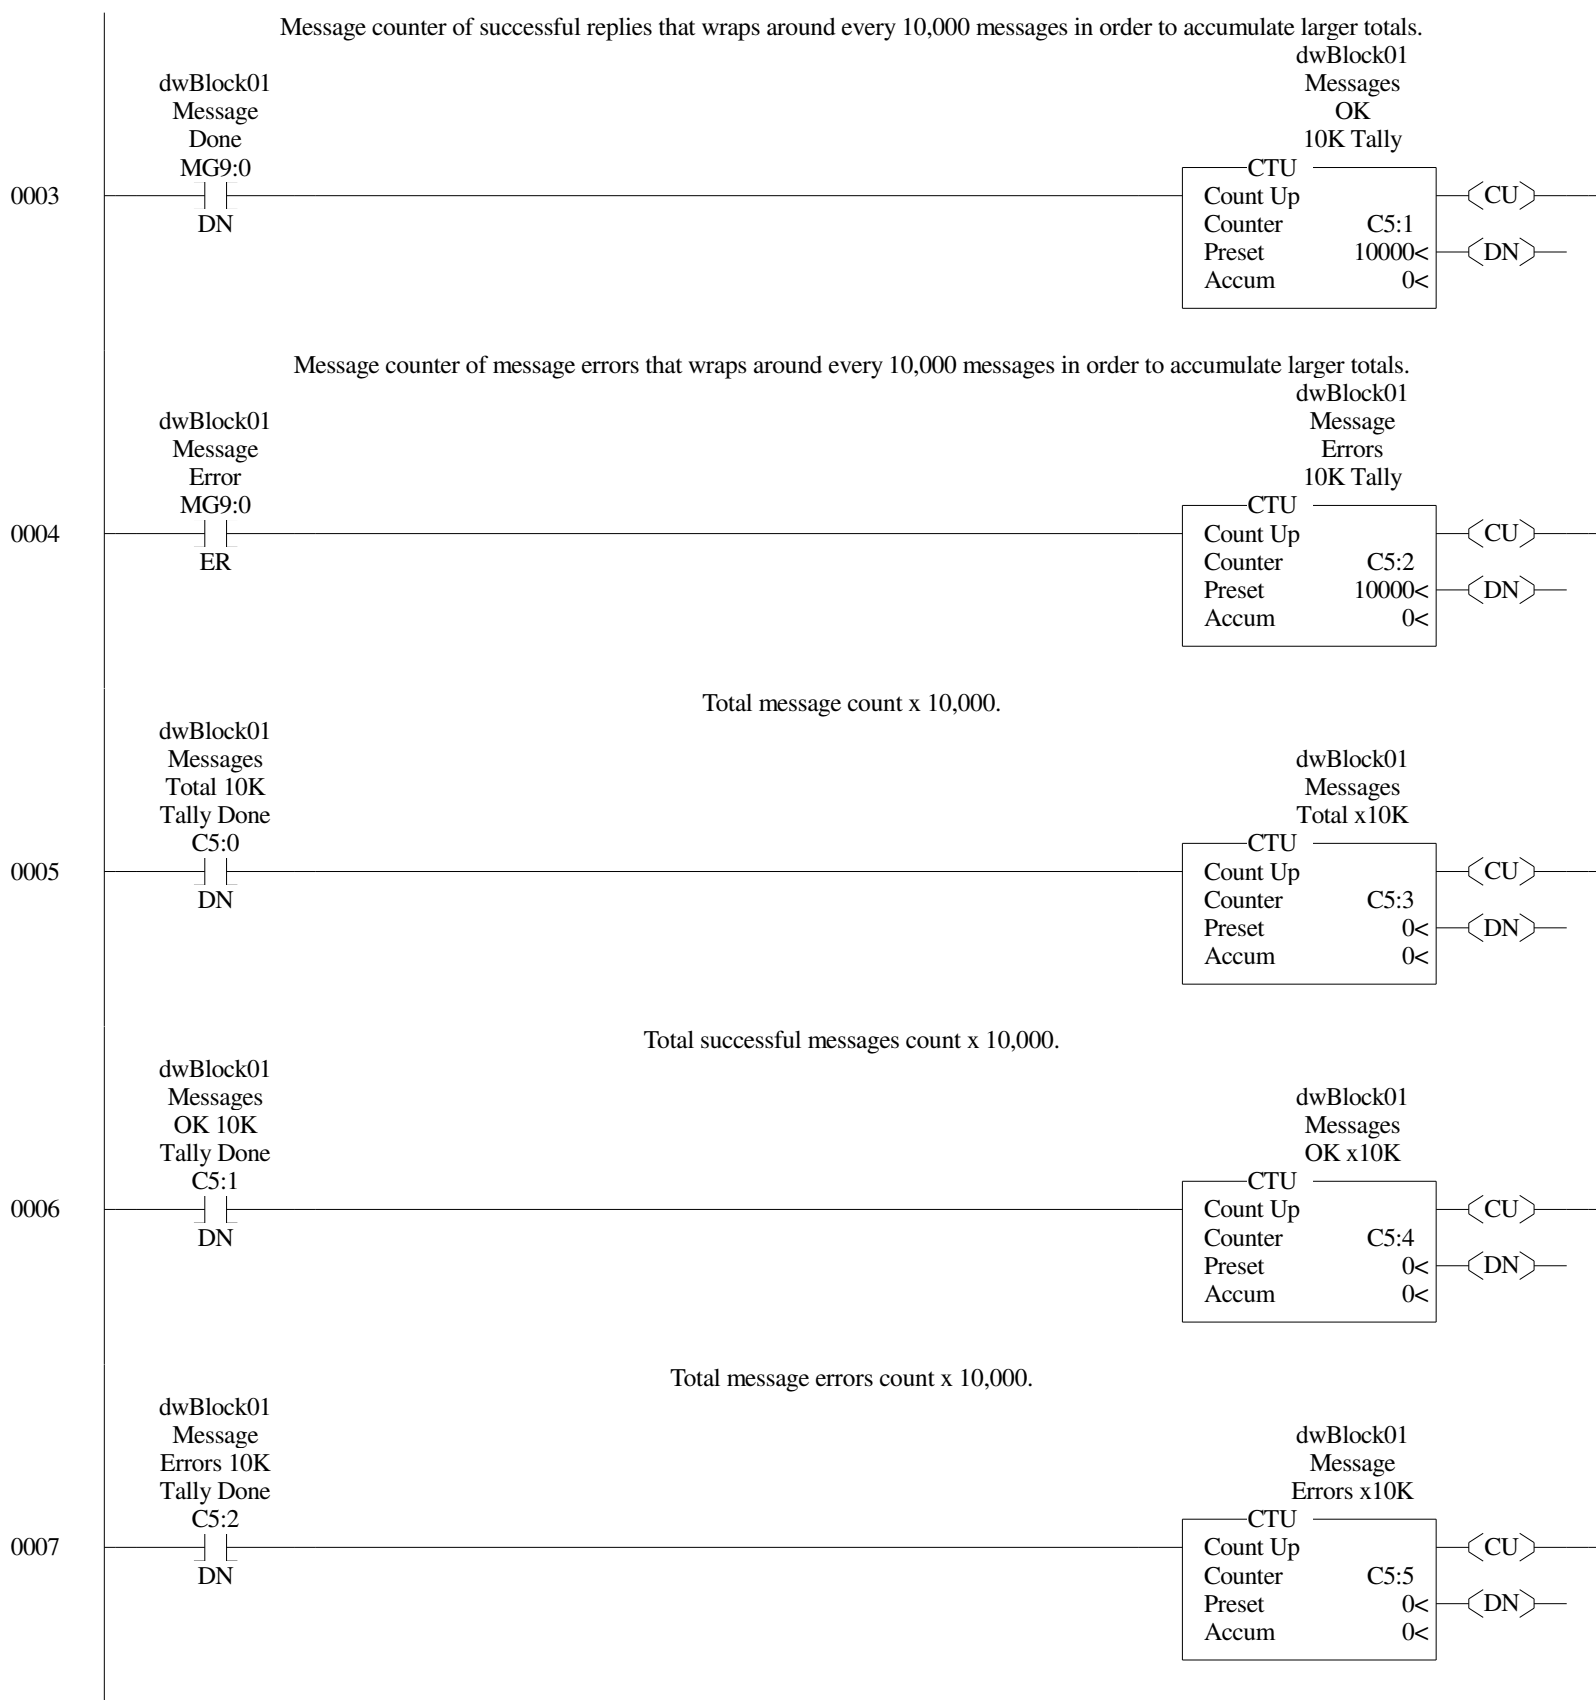 Message counter of successful replies that wraps around every 10,000 messages in order to accumulate larger totals.
dwBlock01
Messages
OK
10K Tally
dwBlock01
Message
Done
MG9:0
DN
0003
CTU
Count Up
Counter C5:1
Preset 10000<
Accum 0<
CU
DN
Message counter of message errors that wraps around every 10,000 messages in order to accumulate larger totals.
dwBlock01
Message
Errors
10K Tally
dwBlock01
Message
Error
MG9:0
ER
0004
CTU
Count Up
Counter C5:2
Preset 10000<
Accum 0<
CU
DN
Total message count x 10,000.
dwBlock01
Messages
Total 10K
Tally Done
C5:0
DN
0005
dwBlock01
Messages
Total x10K
CTU
Count Up
Counter C5:3
Preset 0<
Accum 0<
CU
DN
Total successful messages count x 10,000.
dwBlock01
Messages
OK 10K
Tally Done
C5:1
DN
0006
dwBlock01
Messages
OK x10K
CTU
Count Up
Counter C5:4
Preset 0<
Accum 0<
CU
DN
Total message errors count x 10,000.
dwBlock01
Message
Errors 10K
Tally Done
C5:2
DN
0007
dwBlock01
Message
Errors x10K
CTU
Count Up
Counter C5:5
Preset 0<
Accum 0<
CU
DN